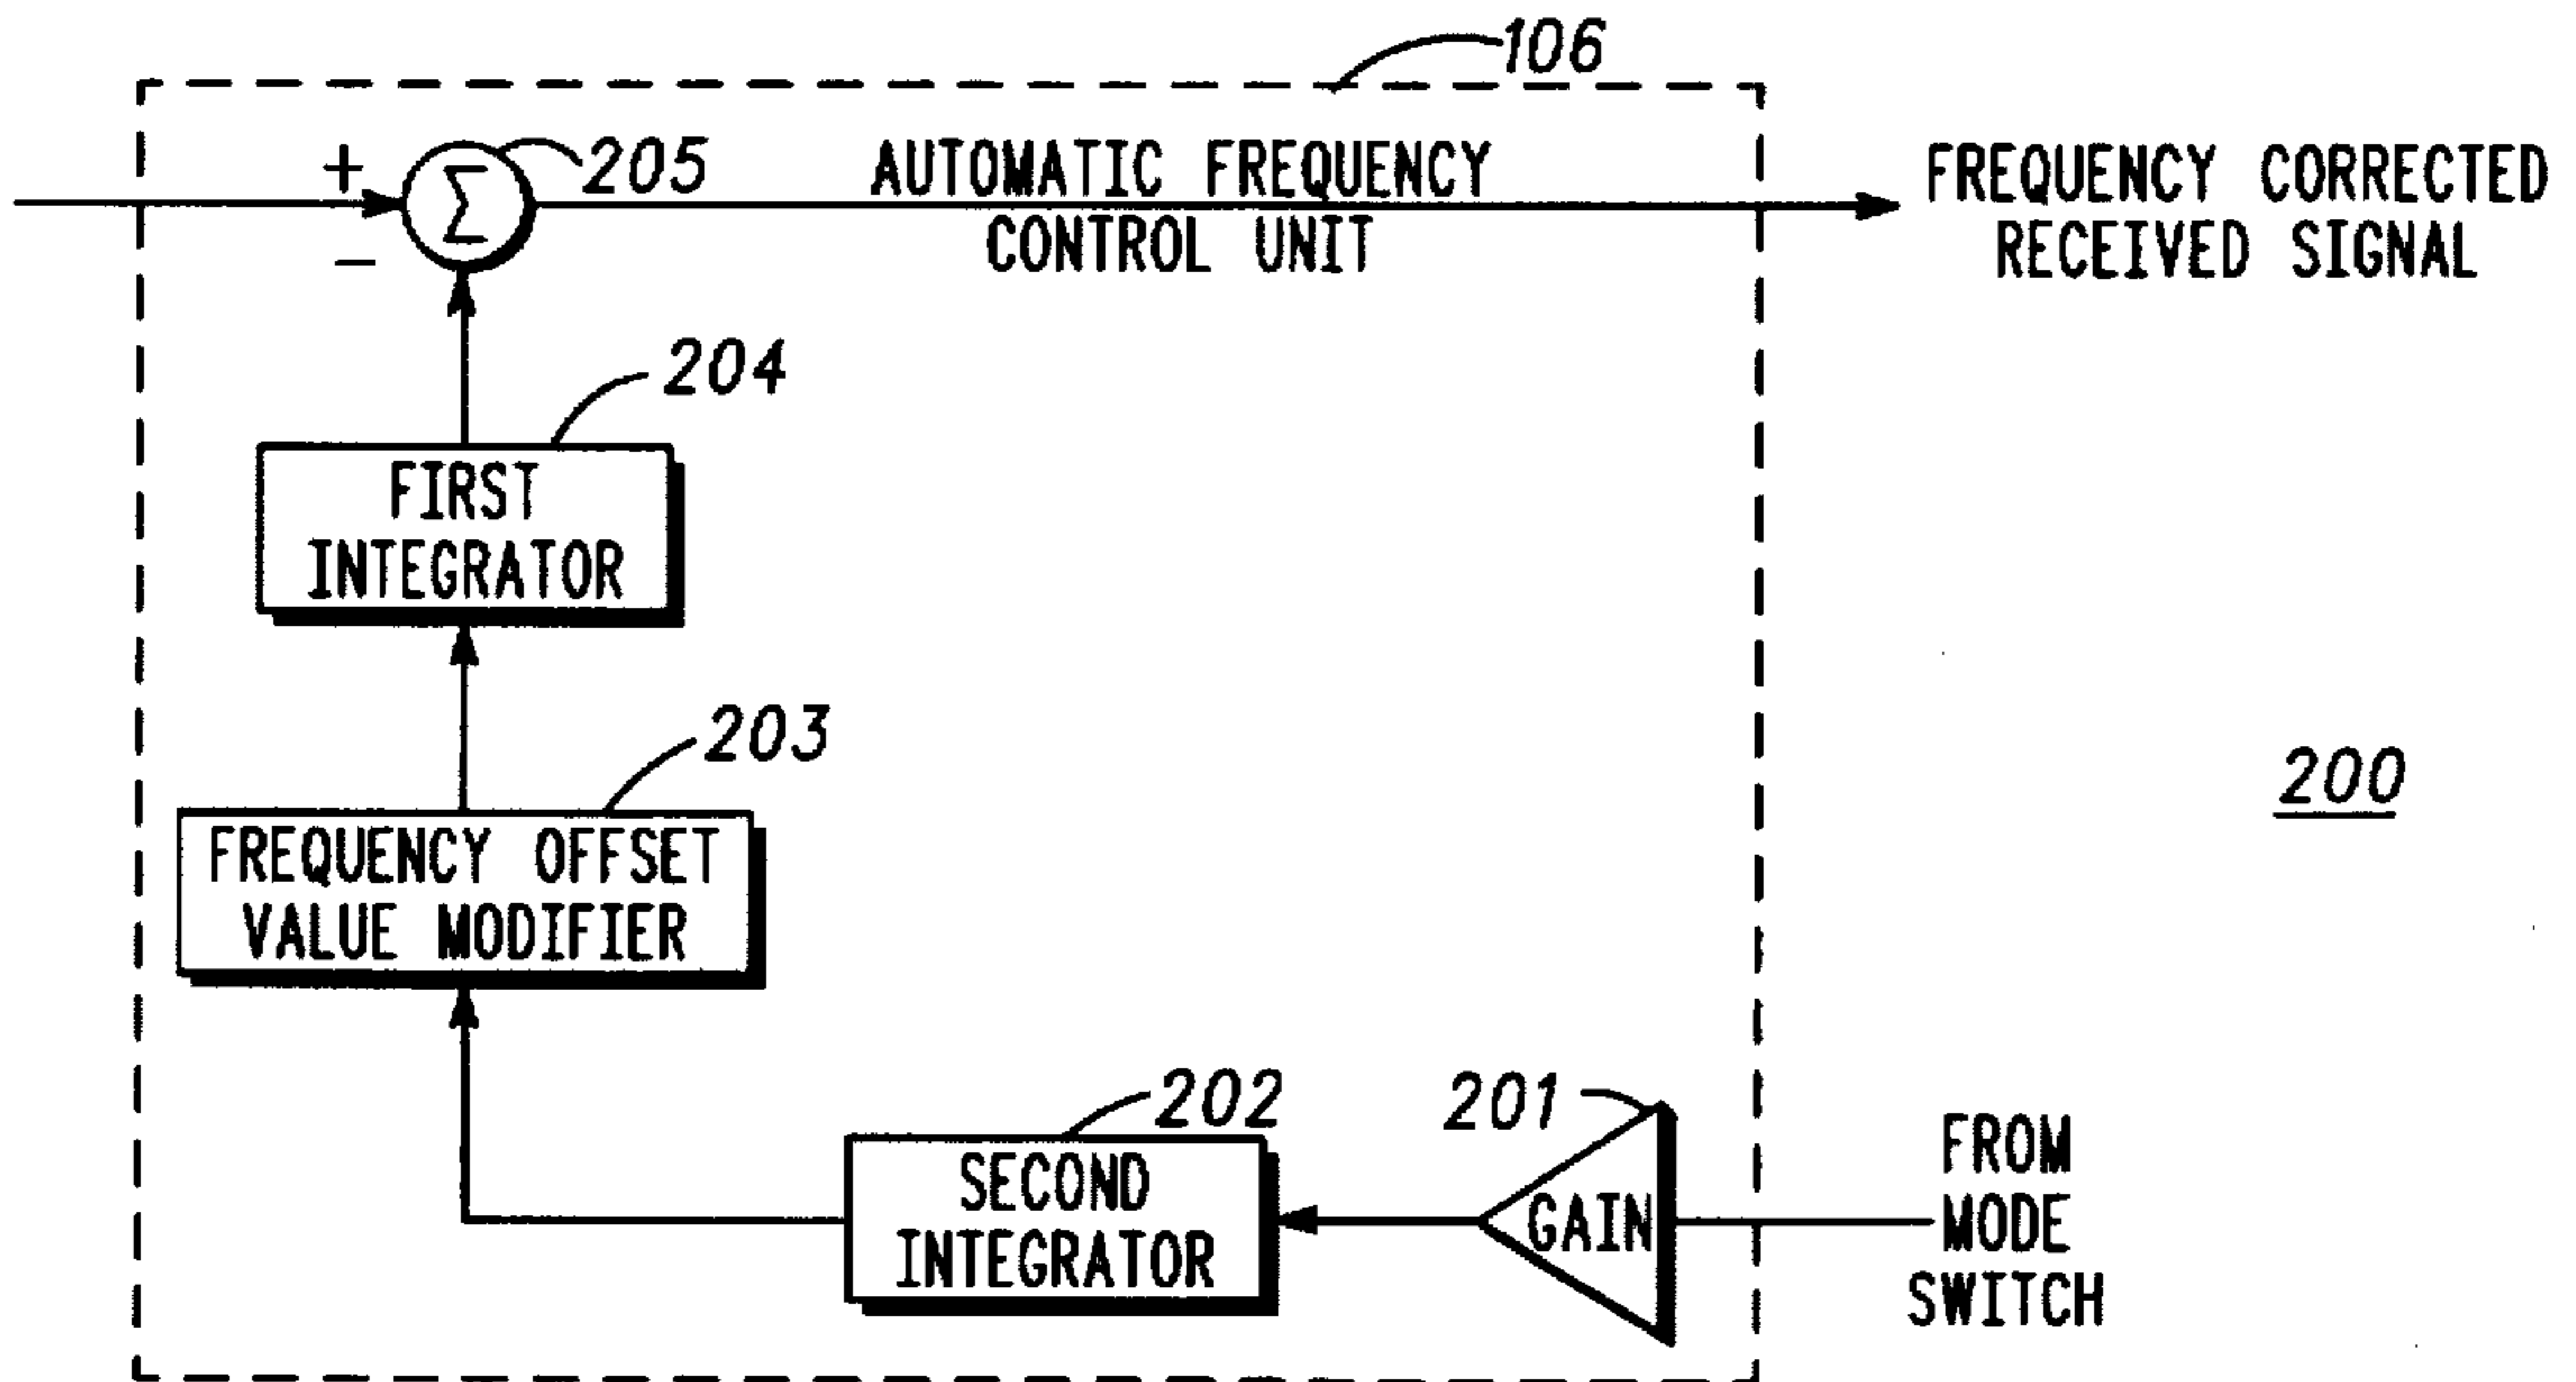 106
+
Σ
205
−
AUTOMATIC FREQUENCY
CONTROL UNIT
FREQUENCY CORRECTED
RECEIVED SIGNAL
204
FIRST
INTEGRATOR
203
FREQUENCY OFFSET
VALUE MODIFIER
200
202
SECOND
INTEGRATOR
201
GAIN
FROM
MODE
SWITCH